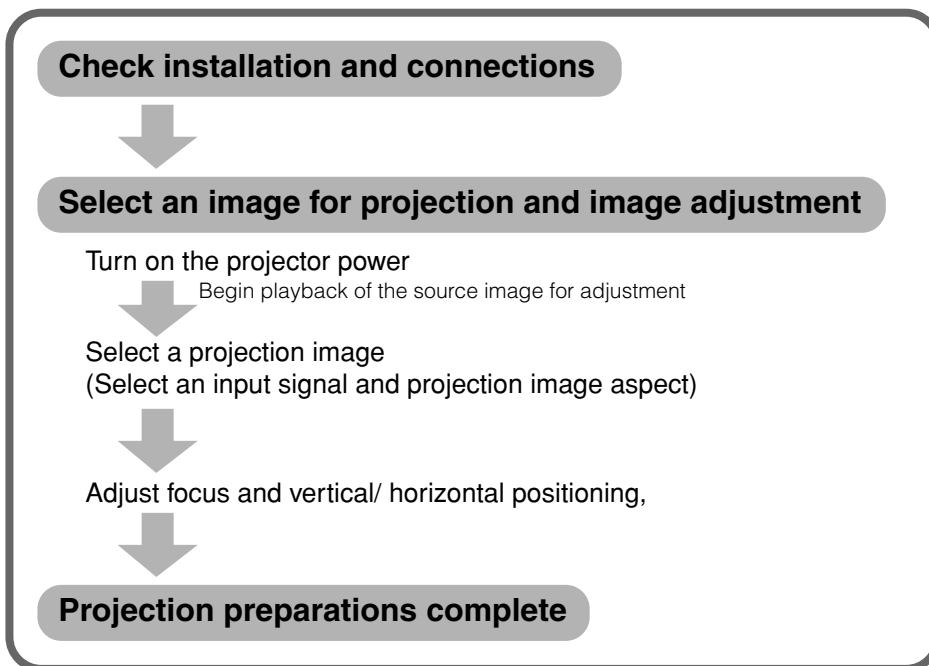 Check installation and connections
Select an image for projection and image adjustment
Turn on the projector power
Begin playback of the source image for adjustment
Select a projection image
(Select an input signal and projection image aspect)
Adjust focus and vertical/ horizontal positioning,
Projection preparations complete